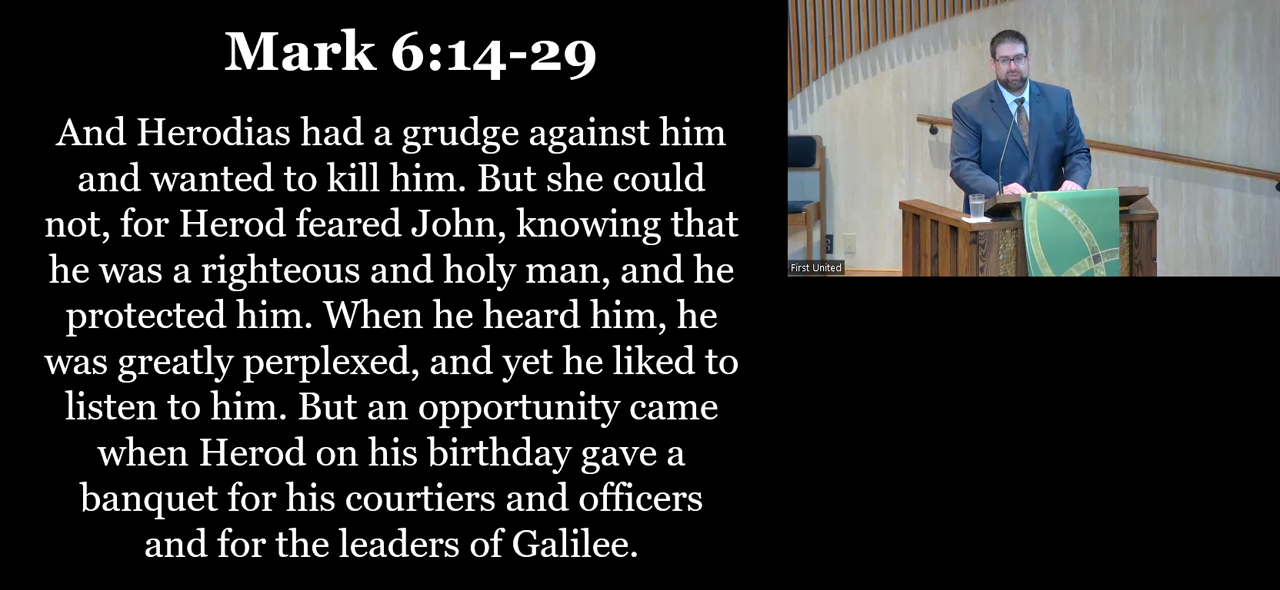 Mark 6:14-29
And Herodias had a grudge against him
and wanted to kill him. But she could
not, for Herod feared John, knowing that
he was a righteous and holy man, and he
protected him. When he heard him, he
was greatly perplexed, and yet he liked to
listen to him. But an opportunity came
when Herod on his birthday gave a
banquet for his courtiers and officers
and for the leaders of Galilee.
First United